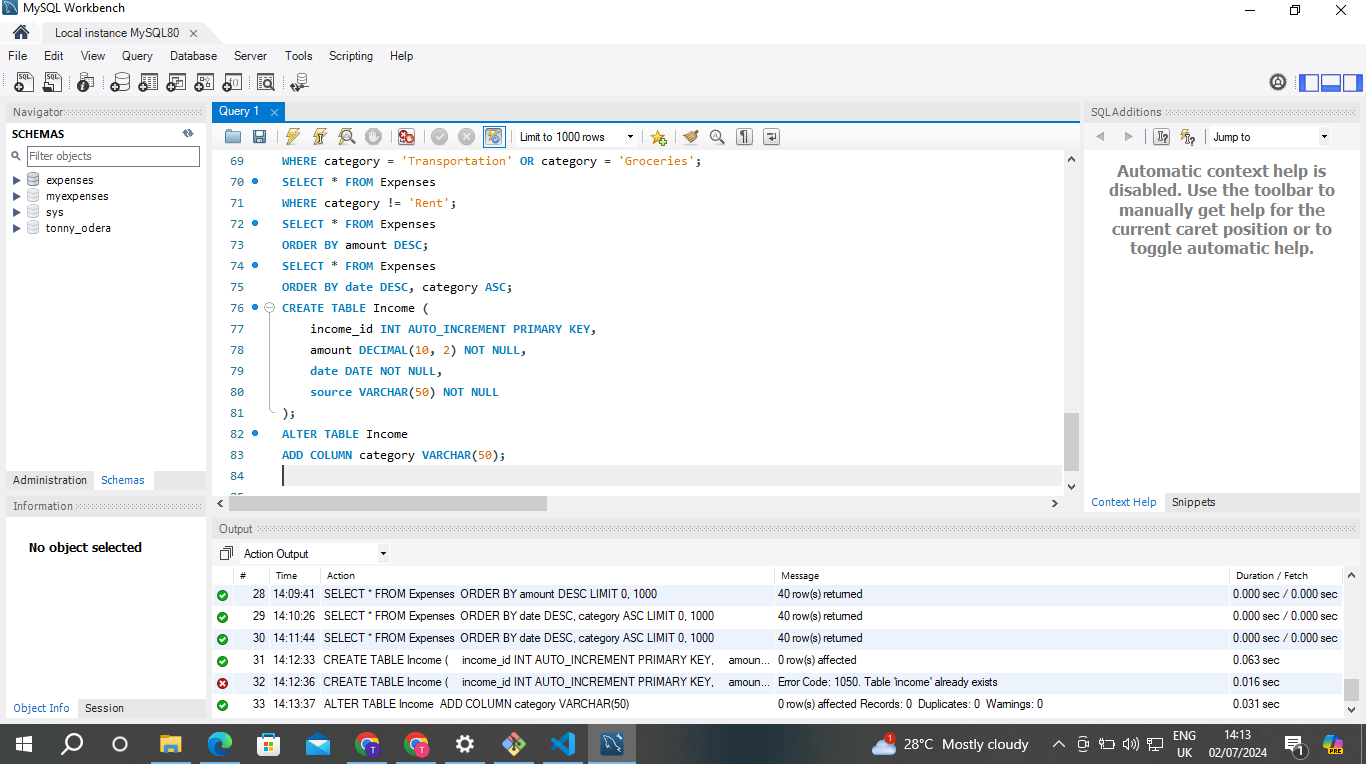 MySQL Workbench
Local instance MySQL80
File Edit View Query Database Server Tools Scripting Help
Navigator
SCHEMAS
Filter objects
expenses
myexpenses
sys
tonny_odera
Administration Schemas
Information
No object selected
Object Info Session
Query 1
Limit to 1000 rows
69 WHERE category = 'Transportation' OR category = 'Groceries';
70 SELECT * FROM Expenses
71 WHERE category != 'Rent';
72 SELECT * FROM Expenses
73 ORDER BY amount DESC;
74 SELECT * FROM Expenses
75 ORDER BY date DESC, category ASC;
76 CREATE TABLE Income (
77 income_id INT AUTO_INCREMENT PRIMARY KEY,
78 amount DECIMAL(10, 2) NOT NULL,
79 date DATE NOT NULL,
80 source VARCHAR(50) NOT NULL
81 );
82 ALTER TABLE Income
83 ADD COLUMN category VARCHAR(50);
84
SQLAdditions
Jump to
Automatic context help is
disabled. Use the toolbar to
manually get help for the
current caret position or to
toggle automatic help.
Context Help Snippets
Output
Action Output
# Time Action Message Duration / Fetch
28 14:09:41 SELECT * FROM Expenses ORDER BY amount DESC LIMIT 0, 1000 40 row(s) returned 0.000 sec / 0.000 sec
29 14:10:26 SELECT * FROM Expenses ORDER BY date DESC, category ASC LIMIT 0, 1000 40 row(s) returned 0.000 sec / 0.000 sec
30 14:11:44 SELECT * FROM Expenses ORDER BY date DESC, category ASC LIMIT 0, 1000 40 row(s) returned 0.000 sec / 0.000 sec
31 14:12:33 CREATE TABLE Income ( income_id INT AUTO_INCREMENT PRIMARY KEY, amoun... 0 row(s) affected 0.063 sec
32 14:12:36 CREATE TABLE Income ( income_id INT AUTO_INCREMENT PRIMARY KEY, amoun... Error Code: 1050. Table 'income' already exists 0.016 sec
33 14:13:37 ALTER TABLE Income ADD COLUMN category VARCHAR(50) 0 row(s) affected Records: 0 Duplicates: 0 Warnings: 0 0.031 sec
28°C Mostly cloudy
ENG
UK
14:13
02/07/2024